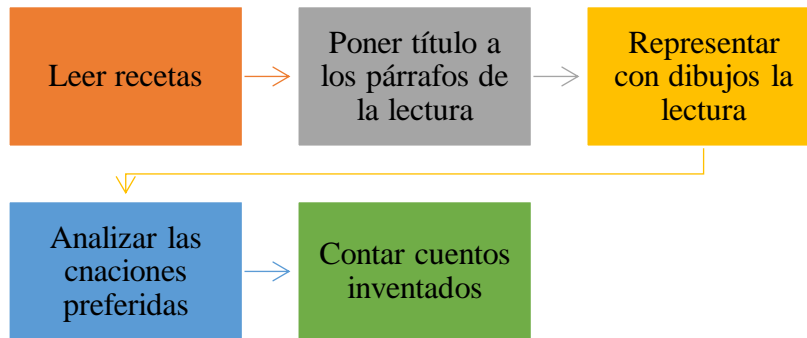 Leer recetas
Poner título a
los párrafos de
la lectura
Representar
con dibujos la
lectura
Analizar las
cnaciones
preferidas
Contar cuentos
inventados